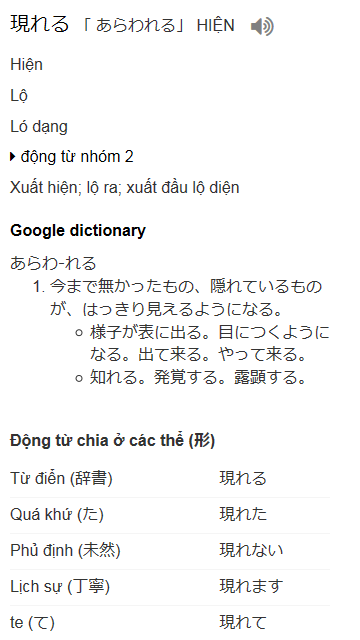 現れる 「 あらわれる」 HIỆN
Hiện
Lộ
Ló dạng
động từ nhóm 2
Xuất hiện; lộ ra; xuất đầu lộ diện
Google dictionary
あらわ‐れる
1. 今まで無かったもの、隠れているもの
が、はっきり見えるようになる。
様子が表に出る。目につくように
なる。出て来る。やって来る。
知れる。発覚する。露顕する。
Động từ chia ở các thể (形)
Từ điển (辞書) 現れる
Quá khứ (た) 現れた
Phủ định (未然) 現れない
Lịch sự (丁寧) 現れます
te (て) 現れて